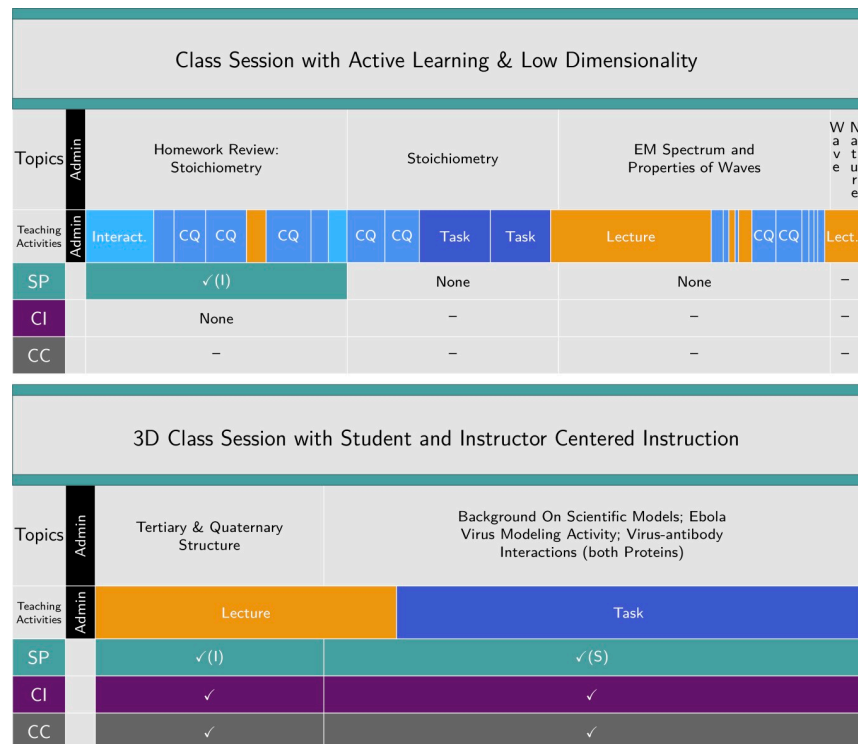 Class Session with Active Learning & Low Dimensionality
Topics
Admin
Homework Review:
Stoichiometry
Stoichiometry
EM Spectrum and
Properties of Waves
Wave
Nature
Teaching
Activities
Admin
Interact. CQ CQ CQ CQ CQ Task Task Lecture CQ CQ Lect.
SP ✓(I) None None –
CI None – – –
CC – – – –
3D Class Session with Student and Instructor Centered Instruction
Topics
Admin
Tertiary & Quaternary
Structure
Background On Scientific Models; Ebola
Virus Modeling Activity; Virus-antibody
Interactions (both Proteins)
Teaching
Activities
Admin
Lecture Task
SP ✓(I) ✓(S)
CI ✓ ✓
CC ✓ ✓